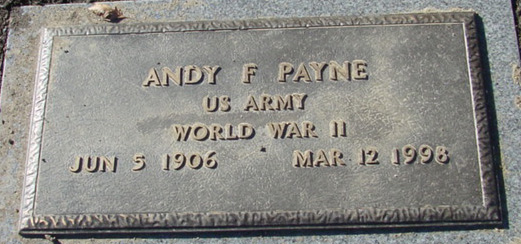 ANDY F PAYNE
US ARMY
WORLD WAR II
JUN 5 1906 MAR 12 1998